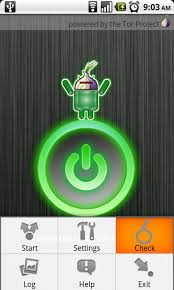 9:03 AM
powered by the Tor Project
Start
Settings
Check
Log
Help
Exit